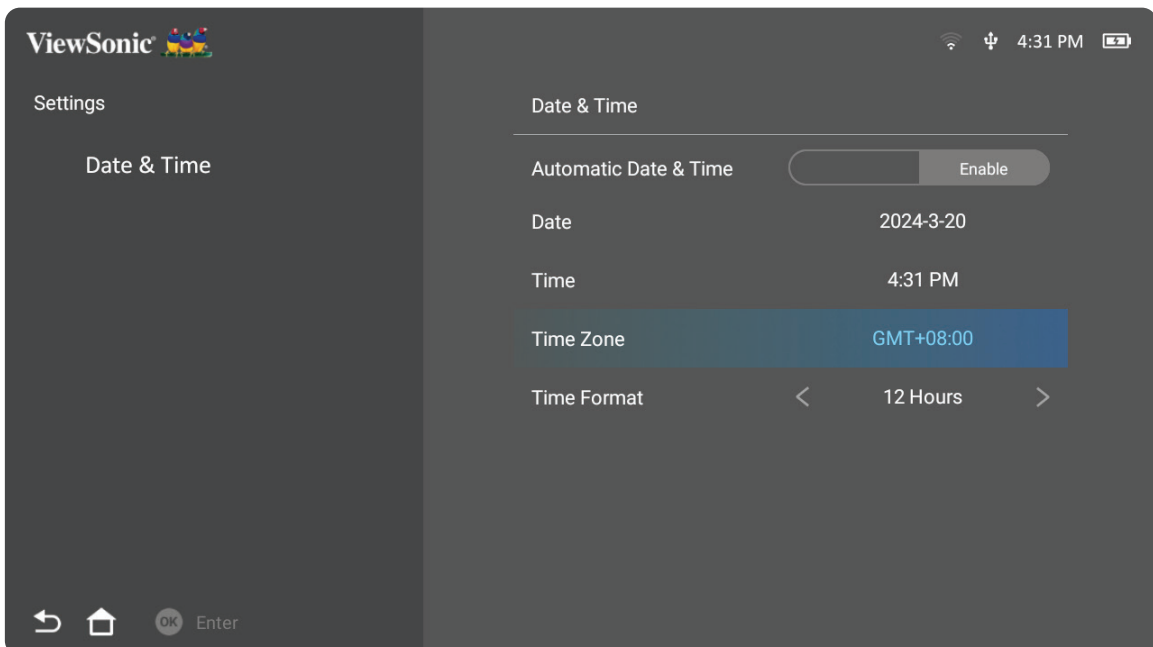 ViewSonic
4:31 PM
Settings
Date & Time
Date & Time
Automatic Date & Time Enable
Date 2024-3-20
Time 4:31 PM
Time Zone GMT+08:00
Time Format < 12 Hours >
OK Enter